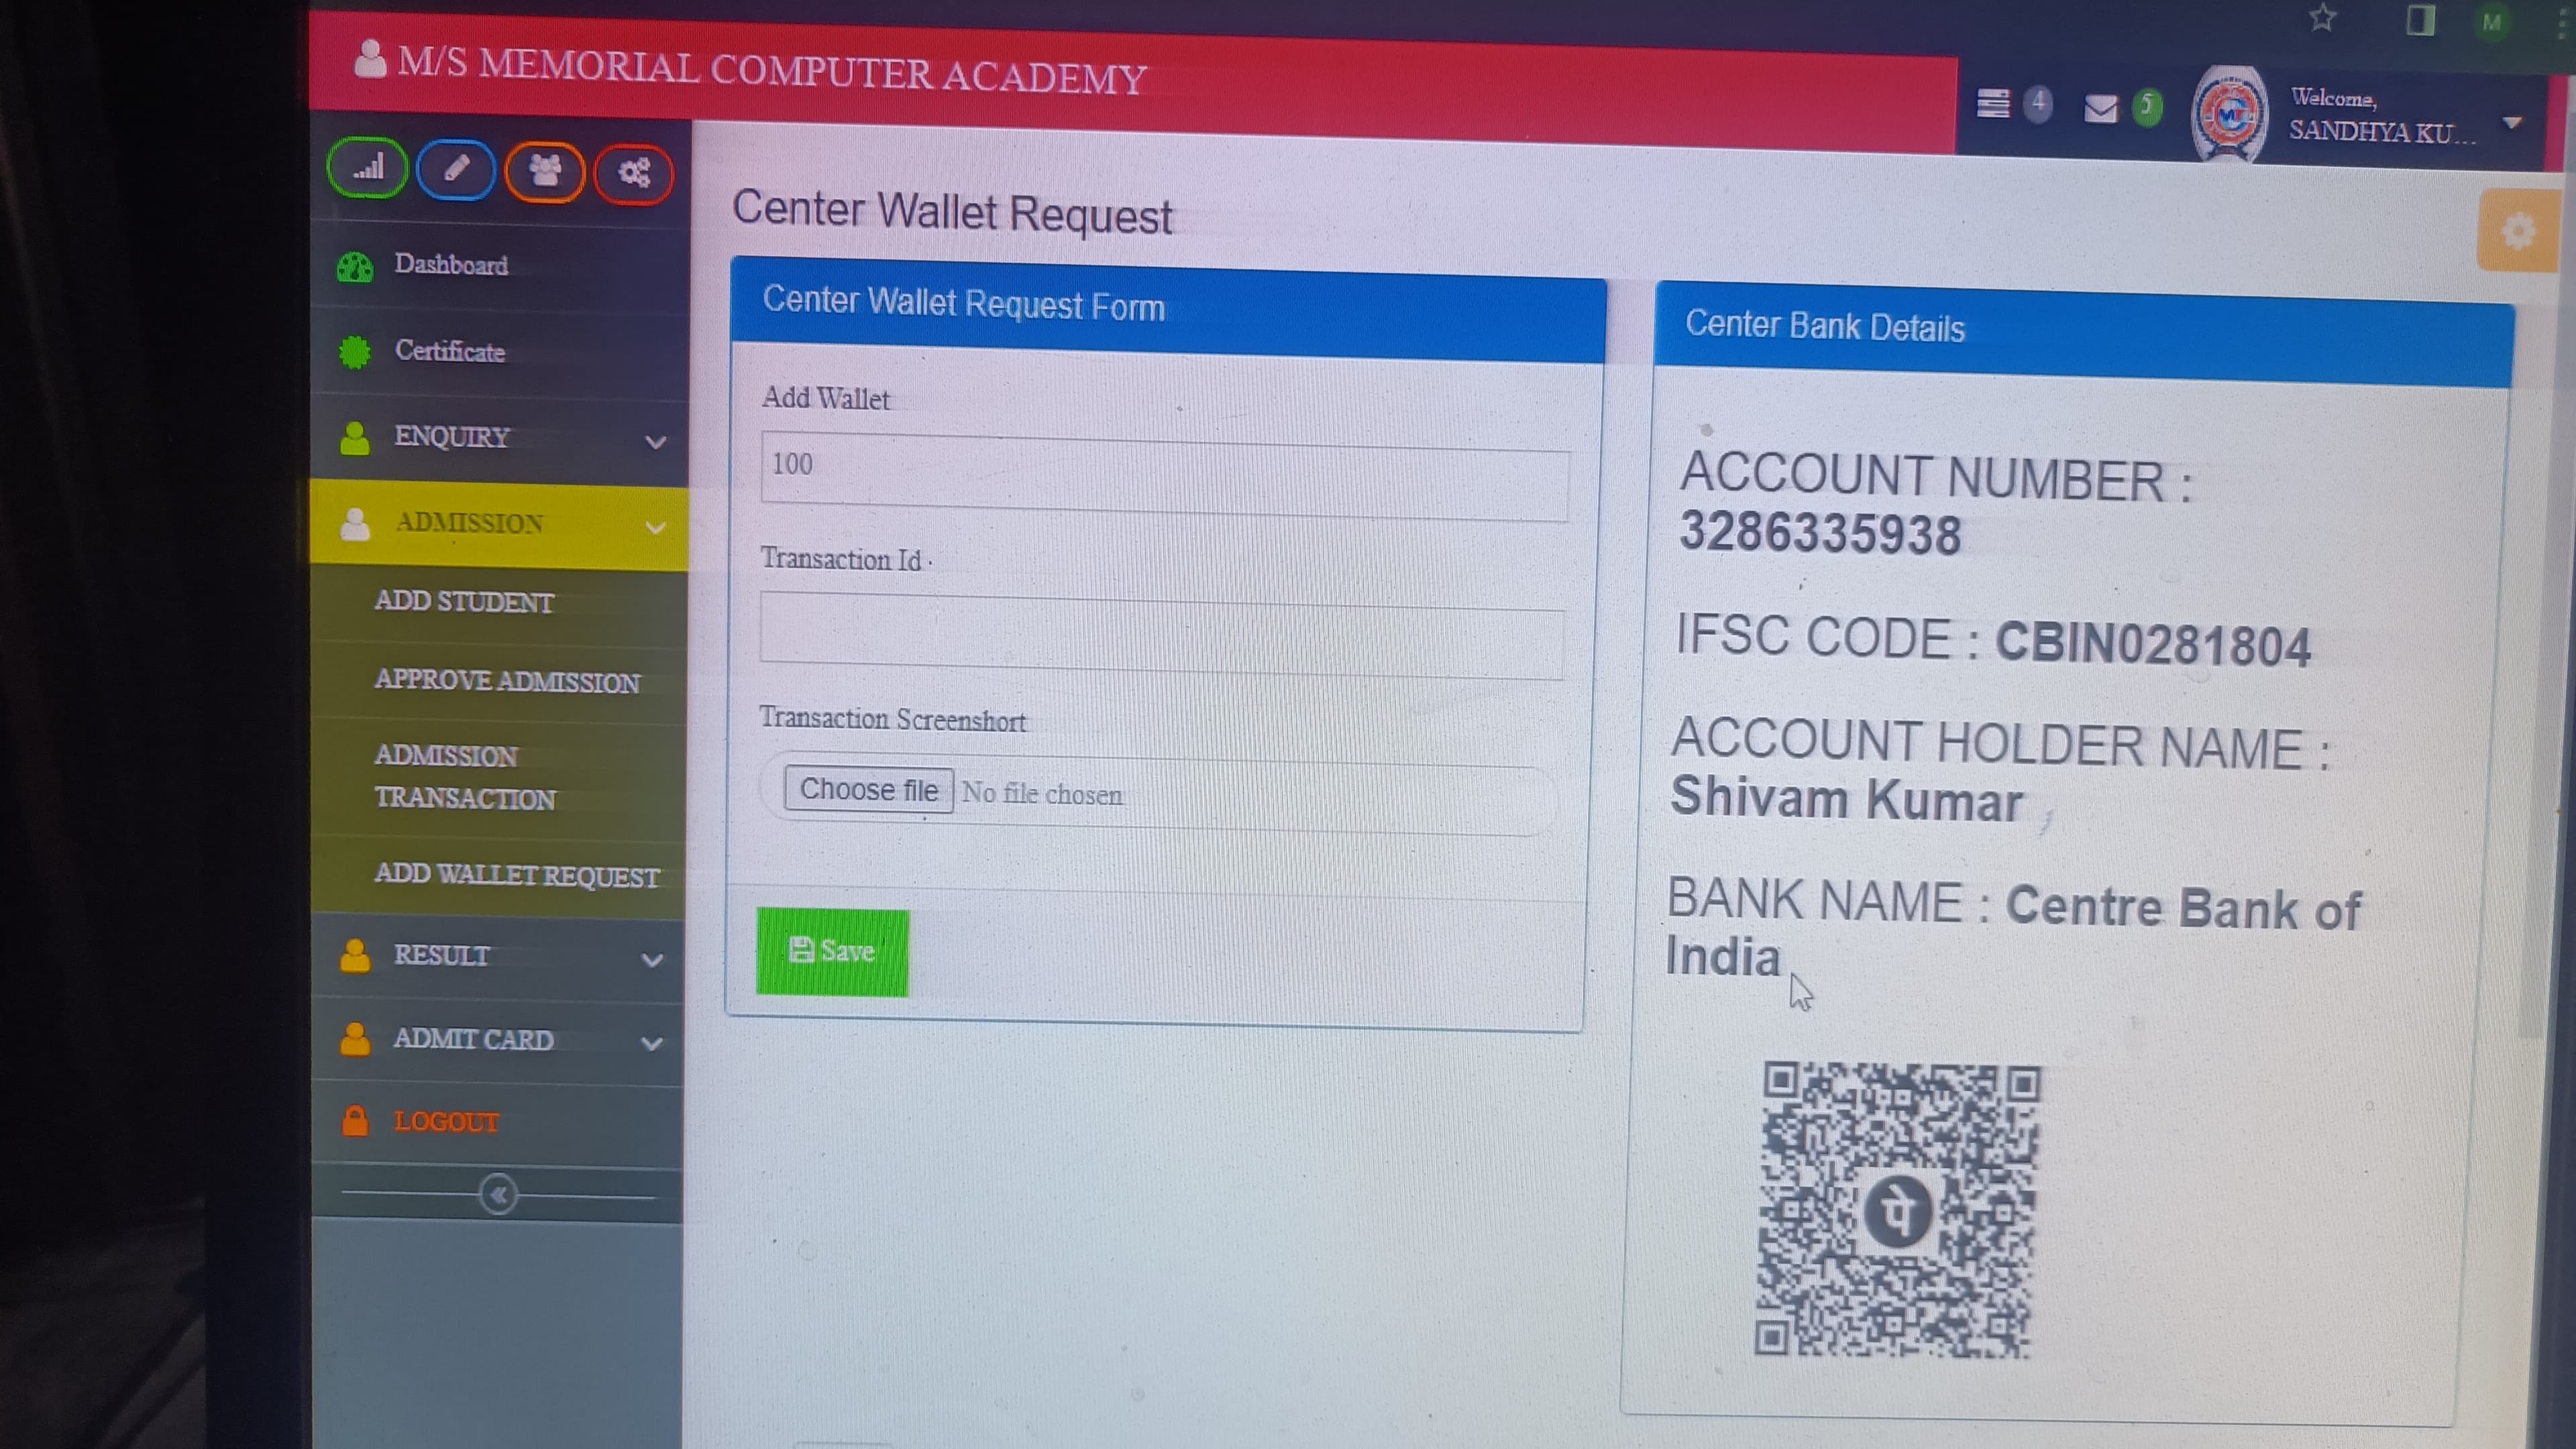 M/S MEMORIAL COMPUTER ACADEMY
4
5
M
Welcome,
SANDHYA KU...
Dashboard
Certificate
ENQUIRY
ADMISSION
ADD STUDENT
APPROVE ADMISSION
ADMISSION
TRANSACTION
ADD WALLET REQUEST
RESULT
ADMIT CARD
LOGOUT
Center Wallet Request
Center Wallet Request Form
Add Wallet
100
Transaction Id
Transaction Screenshort
Choose file No file chosen
Save
Center Bank Details
ACCOUNT NUMBER :
3286335938
IFSC CODE : CBIN0281804
ACCOUNT HOLDER NAME :
Shivam Kumar
BANK NAME : Centre Bank of
India
पे